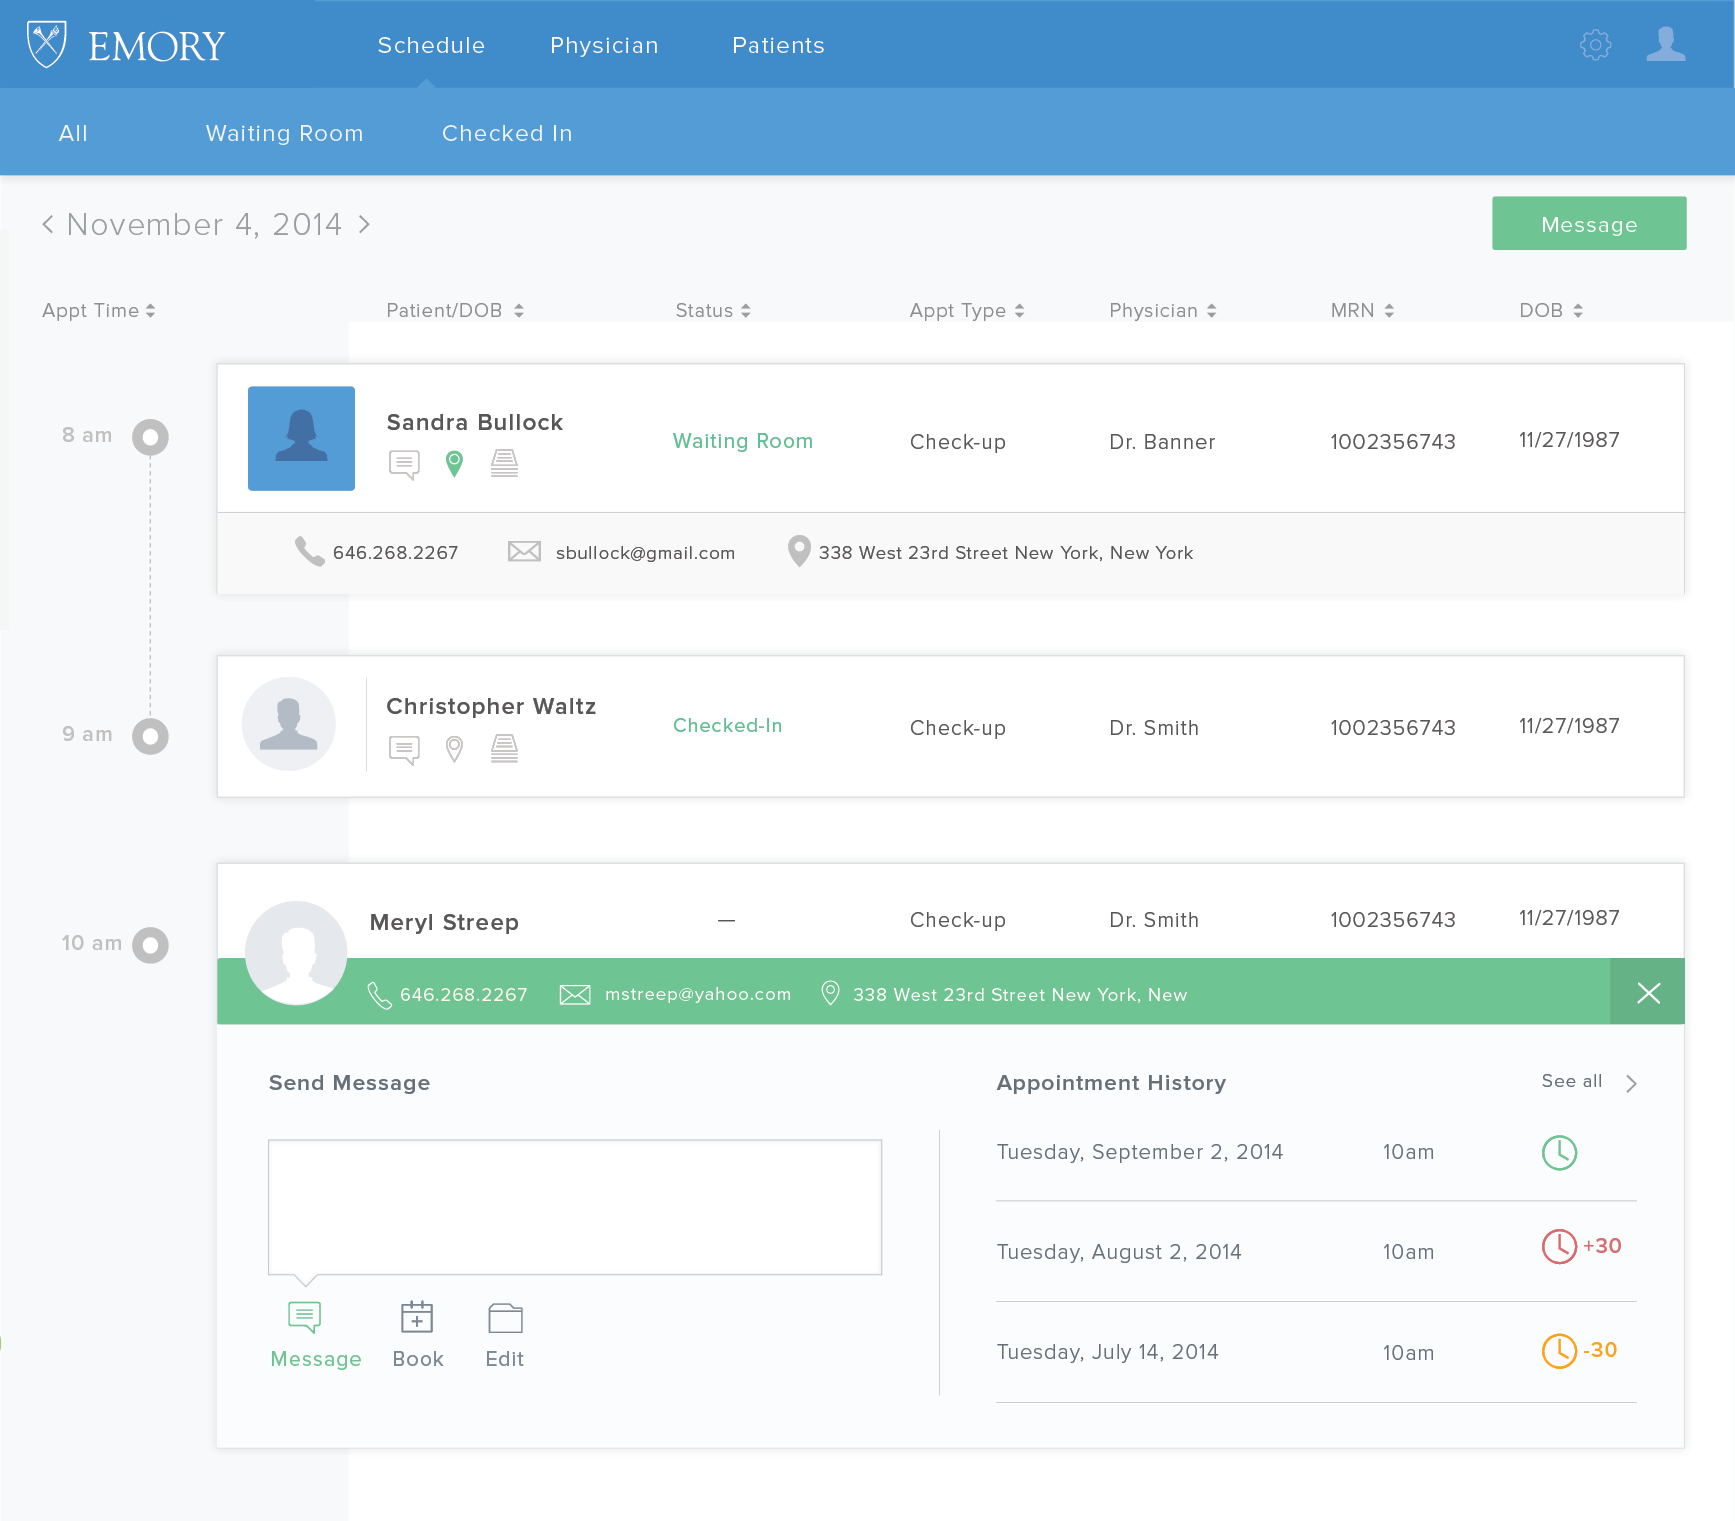 EMORY
Schedule Physician Patients
All Waiting Room Checked In
November 4, 2014
Message
Appt Time Patient/DOB Status Appt Type Physician MRN DOB
8 am
Sandra Bullock
Waiting Room Check-up Dr. Banner 1002356743 11/27/1987
646.268.2267 sbullock@gmail.com 338 West 23rd Street New York, New York
9 am
Christopher Waltz
Checked-In Check-up Dr. Smith 1002356743 11/27/1987
10 am
Meryl Streep — Check-up Dr. Smith 1002356743 11/27/1987
646.268.2267 mstreep@yahoo.com 338 West 23rd Street New York, New
Send Message
Message Book Edit
Appointment History See all
Tuesday, September 2, 2014 10am
Tuesday, August 2, 2014 10am +30
Tuesday, July 14, 2014 10am -30